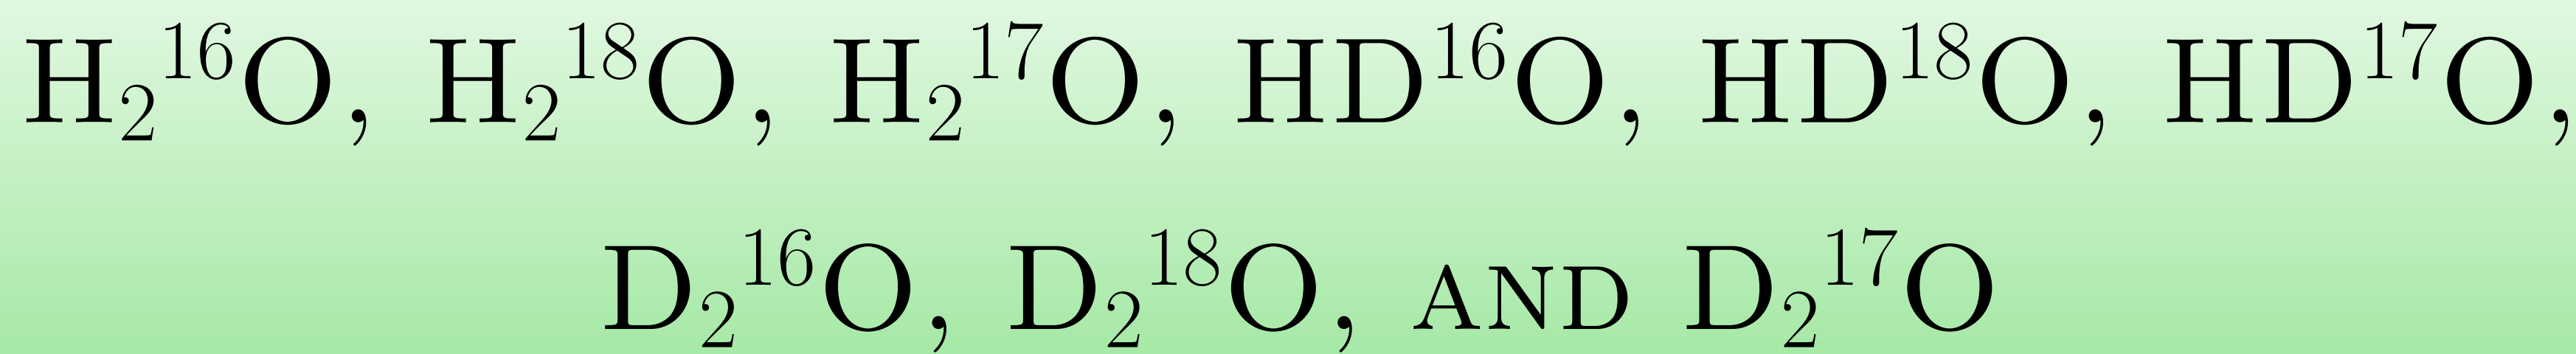 H₂¹⁶O, H₂¹⁸O, H₂¹⁷O, HD¹⁶O, HD¹⁸O, HD¹⁷O,
D₂¹⁶O, D₂¹⁸O, AND D₂¹⁷O